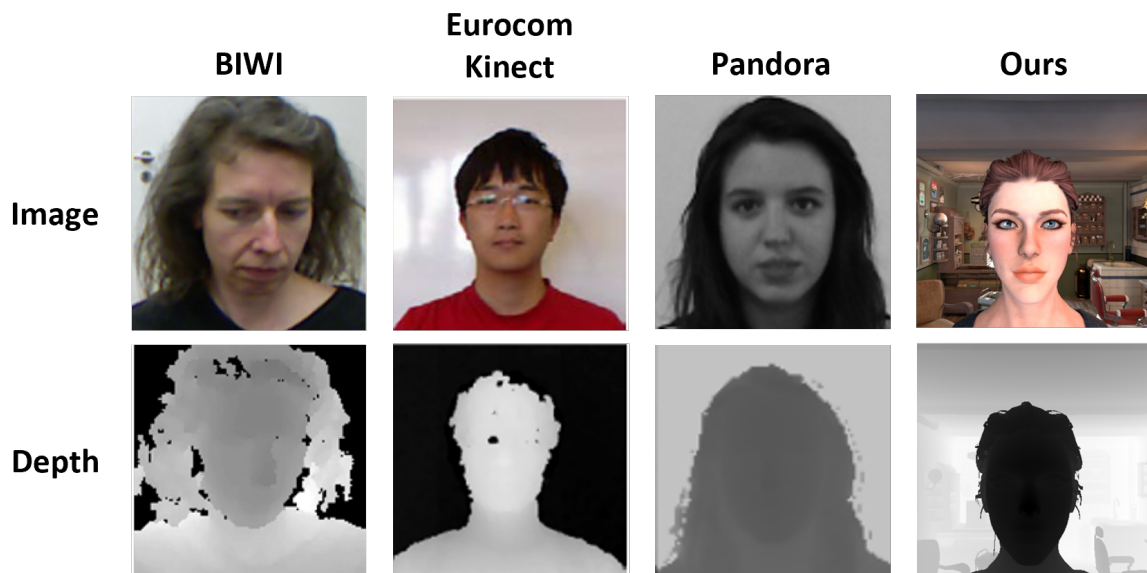 BIWI
Eurocom
Kinect
Pandora
Ours
Image
Depth